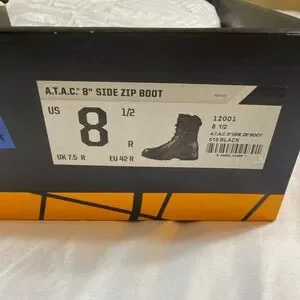 A.T.A.C.® 8" SIDE ZIP BOOT
US 8 1/2 R
UK 7.5 R EU 42 R
12001
8 1/2
A.T.A.C. 8" SIDE ZIP BOOT
019 BLACK